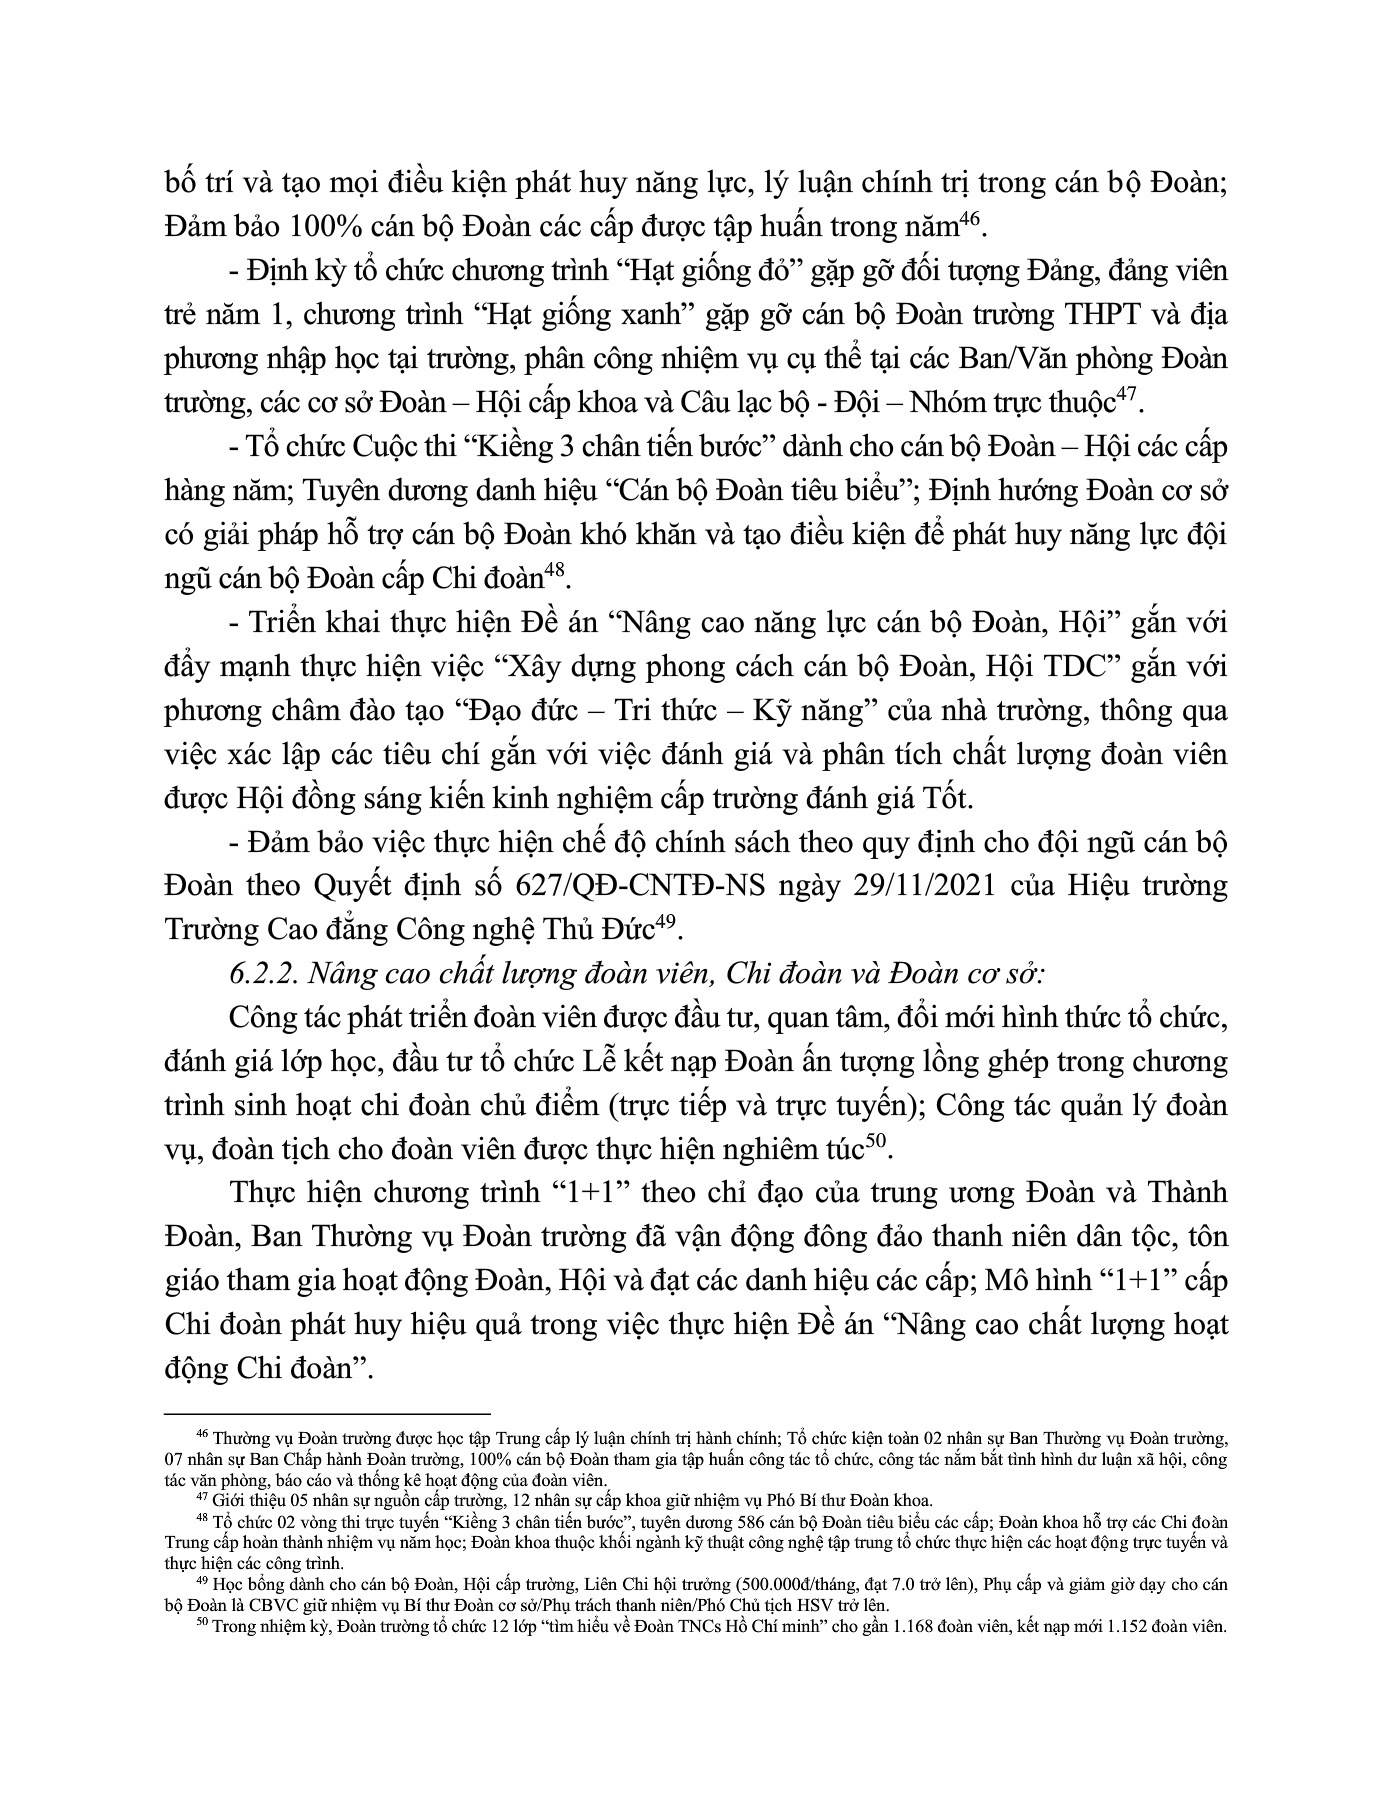 bố trí và tạo mọi điều kiện phát huy năng lực, lý luận chính trị trong cán bộ Đoàn;
Đảm bảo 100% cán bộ Đoàn các cấp được tập huấn trong năm⁴⁶.
- Định kỳ tổ chức chương trình “Hạt giống đỏ” gặp gỡ đối tượng Đảng, đảng viên
trẻ năm 1, chương trình “Hạt giống xanh” gặp gỡ cán bộ Đoàn trường THPT và địa
phương nhập học tại trường, phân công nhiệm vụ cụ thể tại các Ban/Văn phòng Đoàn
trường, các cơ sở Đoàn – Hội cấp khoa và Câu lạc bộ - Đội – Nhóm trực thuộc⁴⁷.
- Tổ chức Cuộc thi “Kiềng 3 chân tiến bước” dành cho cán bộ Đoàn – Hội các cấp
hàng năm; Tuyên dương danh hiệu “Cán bộ Đoàn tiêu biểu”; Định hướng Đoàn cơ sở
có giải pháp hỗ trợ cán bộ Đoàn khó khăn và tạo điều kiện để phát huy năng lực đội
ngũ cán bộ Đoàn cấp Chi đoàn⁴⁸.
- Triển khai thực hiện Đề án “Nâng cao năng lực cán bộ Đoàn, Hội” gắn với
đẩy mạnh thực hiện việc “Xây dựng phong cách cán bộ Đoàn, Hội TDC” gắn với
phương châm đào tạo “Đạo đức – Tri thức – Kỹ năng” của nhà trường, thông qua
việc xác lập các tiêu chí gắn với việc đánh giá và phân tích chất lượng đoàn viên
được Hội đồng sáng kiến kinh nghiệm cấp trường đánh giá Tốt.
- Đảm bảo việc thực hiện chế độ chính sách theo quy định cho đội ngũ cán bộ
Đoàn theo Quyết định số 627/QĐ-CNTĐ-NS ngày 29/11/2021 của Hiệu trường
Trường Cao đẳng Công nghệ Thủ Đức⁴⁹.
6.2.2. Nâng cao chất lượng đoàn viên, Chi đoàn và Đoàn cơ sở:
Công tác phát triển đoàn viên được đầu tư, quan tâm, đổi mới hình thức tổ chức,
đánh giá lớp học, đầu tư tổ chức Lễ kết nạp Đoàn ấn tượng lồng ghép trong chương
trình sinh hoạt chi đoàn chủ điểm (trực tiếp và trực tuyến); Công tác quản lý đoàn
vụ, đoàn tịch cho đoàn viên được thực hiện nghiêm túc⁵⁰.
Thực hiện chương trình “1+1” theo chỉ đạo của trung ương Đoàn và Thành
Đoàn, Ban Thường vụ Đoàn trường đã vận động đông đảo thanh niên dân tộc, tôn
giáo tham gia hoạt động Đoàn, Hội và đạt các danh hiệu các cấp; Mô hình “1+1” cấp
Chi đoàn phát huy hiệu quả trong việc thực hiện Đề án “Nâng cao chất lượng hoạt
động Chi đoàn”.
⁴⁶ Thường vụ Đoàn trường được học tập Trung cấp lý luận chính trị hành chính; Tổ chức kiện toàn 02 nhân sự Ban Thường vụ Đoàn trường,
07 nhân sự Ban Chấp hành Đoàn trường, 100% cán bộ Đoàn tham gia tập huấn công tác tổ chức, công tác nắm bắt tình hình dư luận xã hội, công
tác văn phòng, báo cáo và thống kê hoạt động của đoàn viên.
⁴⁷ Giới thiệu 05 nhân sự nguồn cấp trường, 12 nhân sự cấp khoa giữ nhiệm vụ Phó Bí thư Đoàn khoa.
⁴⁸ Tổ chức 02 vòng thi trực tuyến “Kiềng 3 chân tiến bước”, tuyên dương 586 cán bộ Đoàn tiêu biểu các cấp; Đoàn khoa hỗ trợ các Chi đoàn
Trung cấp hoàn thành nhiệm vụ năm học; Đoàn khoa thuộc khối ngành kỹ thuật công nghệ tập trung tổ chức thực hiện các hoạt động trực tuyến và
thực hiện các công trình.
⁴⁹ Học bổng dành cho cán bộ Đoàn, Hội cấp trường, Liên Chi hội trưởng (500.000đ/tháng, đạt 7.0 trở lên), Phụ cấp và giảm giờ dạy cho cán
bộ Đoàn là CBVC giữ nhiệm vụ Bí thư Đoàn cơ sở/Phụ trách thanh niên/Phó Chủ tịch HSV trở lên.
⁵⁰ Trong nhiệm kỳ, Đoàn trường tổ chức 12 lớp “tìm hiểu về Đoàn TNCs Hồ Chí minh” cho gần 1.168 đoàn viên, kết nạp mới 1.152 đoàn viên.